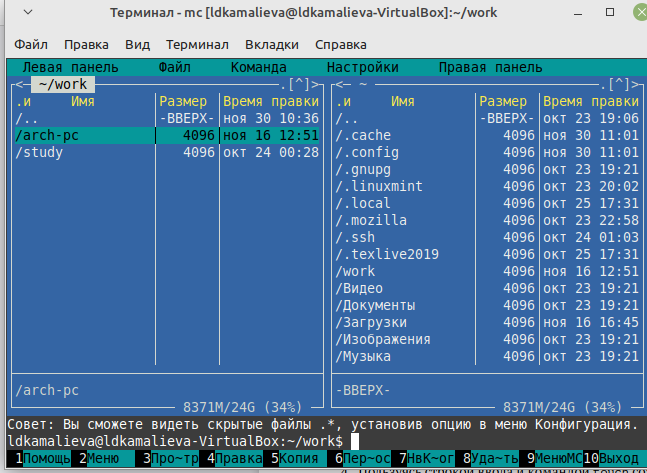 Терминал - mc [ldkamalieva@ldkamalieva-VirtualBox]:~/work
Файл Правка Вид Терминал Вкладки Справка
Левая панель Файл Команда Настройки Правая панель
<— ~/work .[^]> <— ~ .[^]>
.и Имя Размер Время правки .и Имя Размер Время правки
/.. -ВВЕРХ- ноя 30 10:36 /.. -ВВЕРХ- окт 23 19:06
/arch-pc 4096 ноя 16 12:51 /.cache 4096 ноя 30 11:01
/study 4096 окт 24 00:28 /.config 4096 ноя 30 11:01
/.gnupg 4096 окт 23 19:21
/.linuxmint 4096 окт 23 20:02
/.local 4096 окт 25 17:31
/.mozilla 4096 окт 23 22:58
/.ssh 4096 окт 24 01:03
/.texlive2019 4096 окт 25 17:31
/work 4096 ноя 16 12:51
/Видео 4096 окт 23 19:21
/Документы 4096 окт 23 19:21
/Загрузки 4096 ноя 16 16:45
/Изображения 4096 окт 23 19:21
/Музыка 4096 окт 23 19:21
/arch-pc -ВВЕРХ-
8371M/24G (34%) 8371M/24G (34%)
Совет: Вы сможете видеть скрытые файлы .*, установив опцию в меню Конфигурация.
ldkamalieva@ldkamalieva-VirtualBox:~/work$
1Помощь 2Меню 3Про~тр 4Правка 5Копия 6Пер~ос 7НвК~ог 8Уда~ть 9МенюMC 10Выход